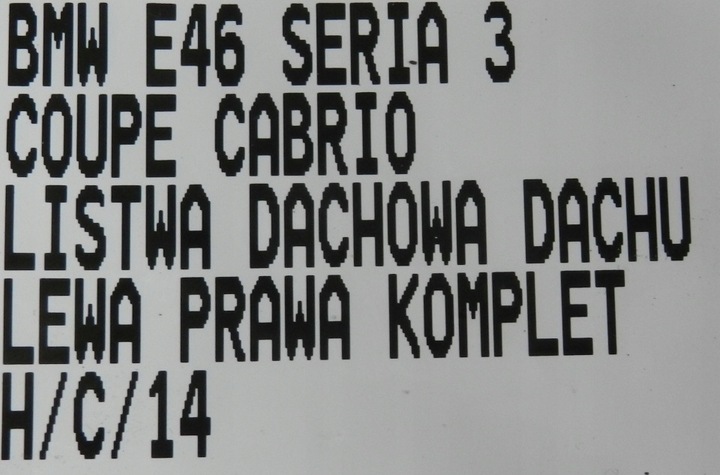 BMW E46 SERIA 3
COUPE CABRIO
LISTWA DACHOWA DACHU
LEWA PRAWA KOMPLET
H/C/14